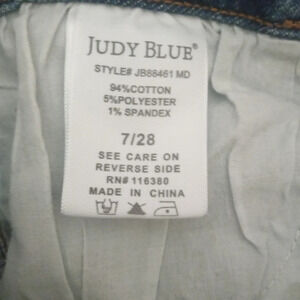 JUDY BLUE®
STYLE# JB88461 MD
94%COTTON
5%POLYESTER
1% SPANDEX
7/28
SEE CARE ON
REVERSE SIDE
RN# 116380
MADE IN CHINA